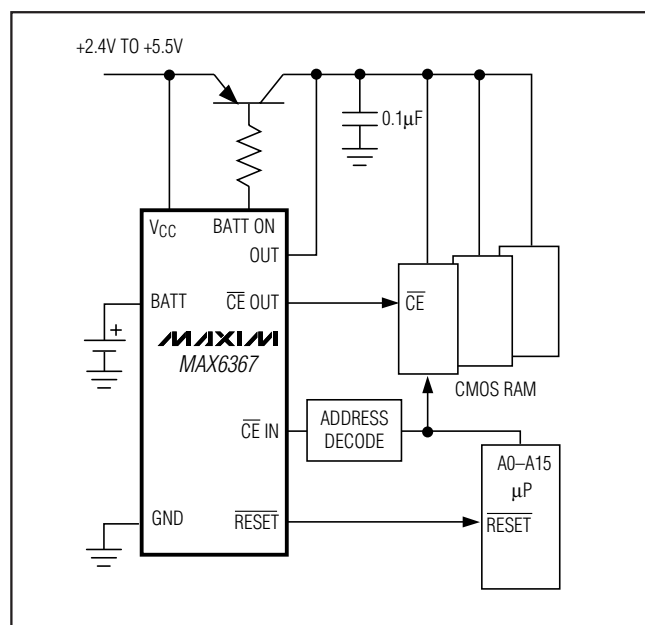 +2.4V TO +5.5V
0.1μF
VCC
BATT ON
OUT
BATT
+
CE OUT
CE
MAXIM
MAX6367
CMOS RAM
CE IN
ADDRESS
DECODE
A0–A15
μP
GND
RESET
RESET